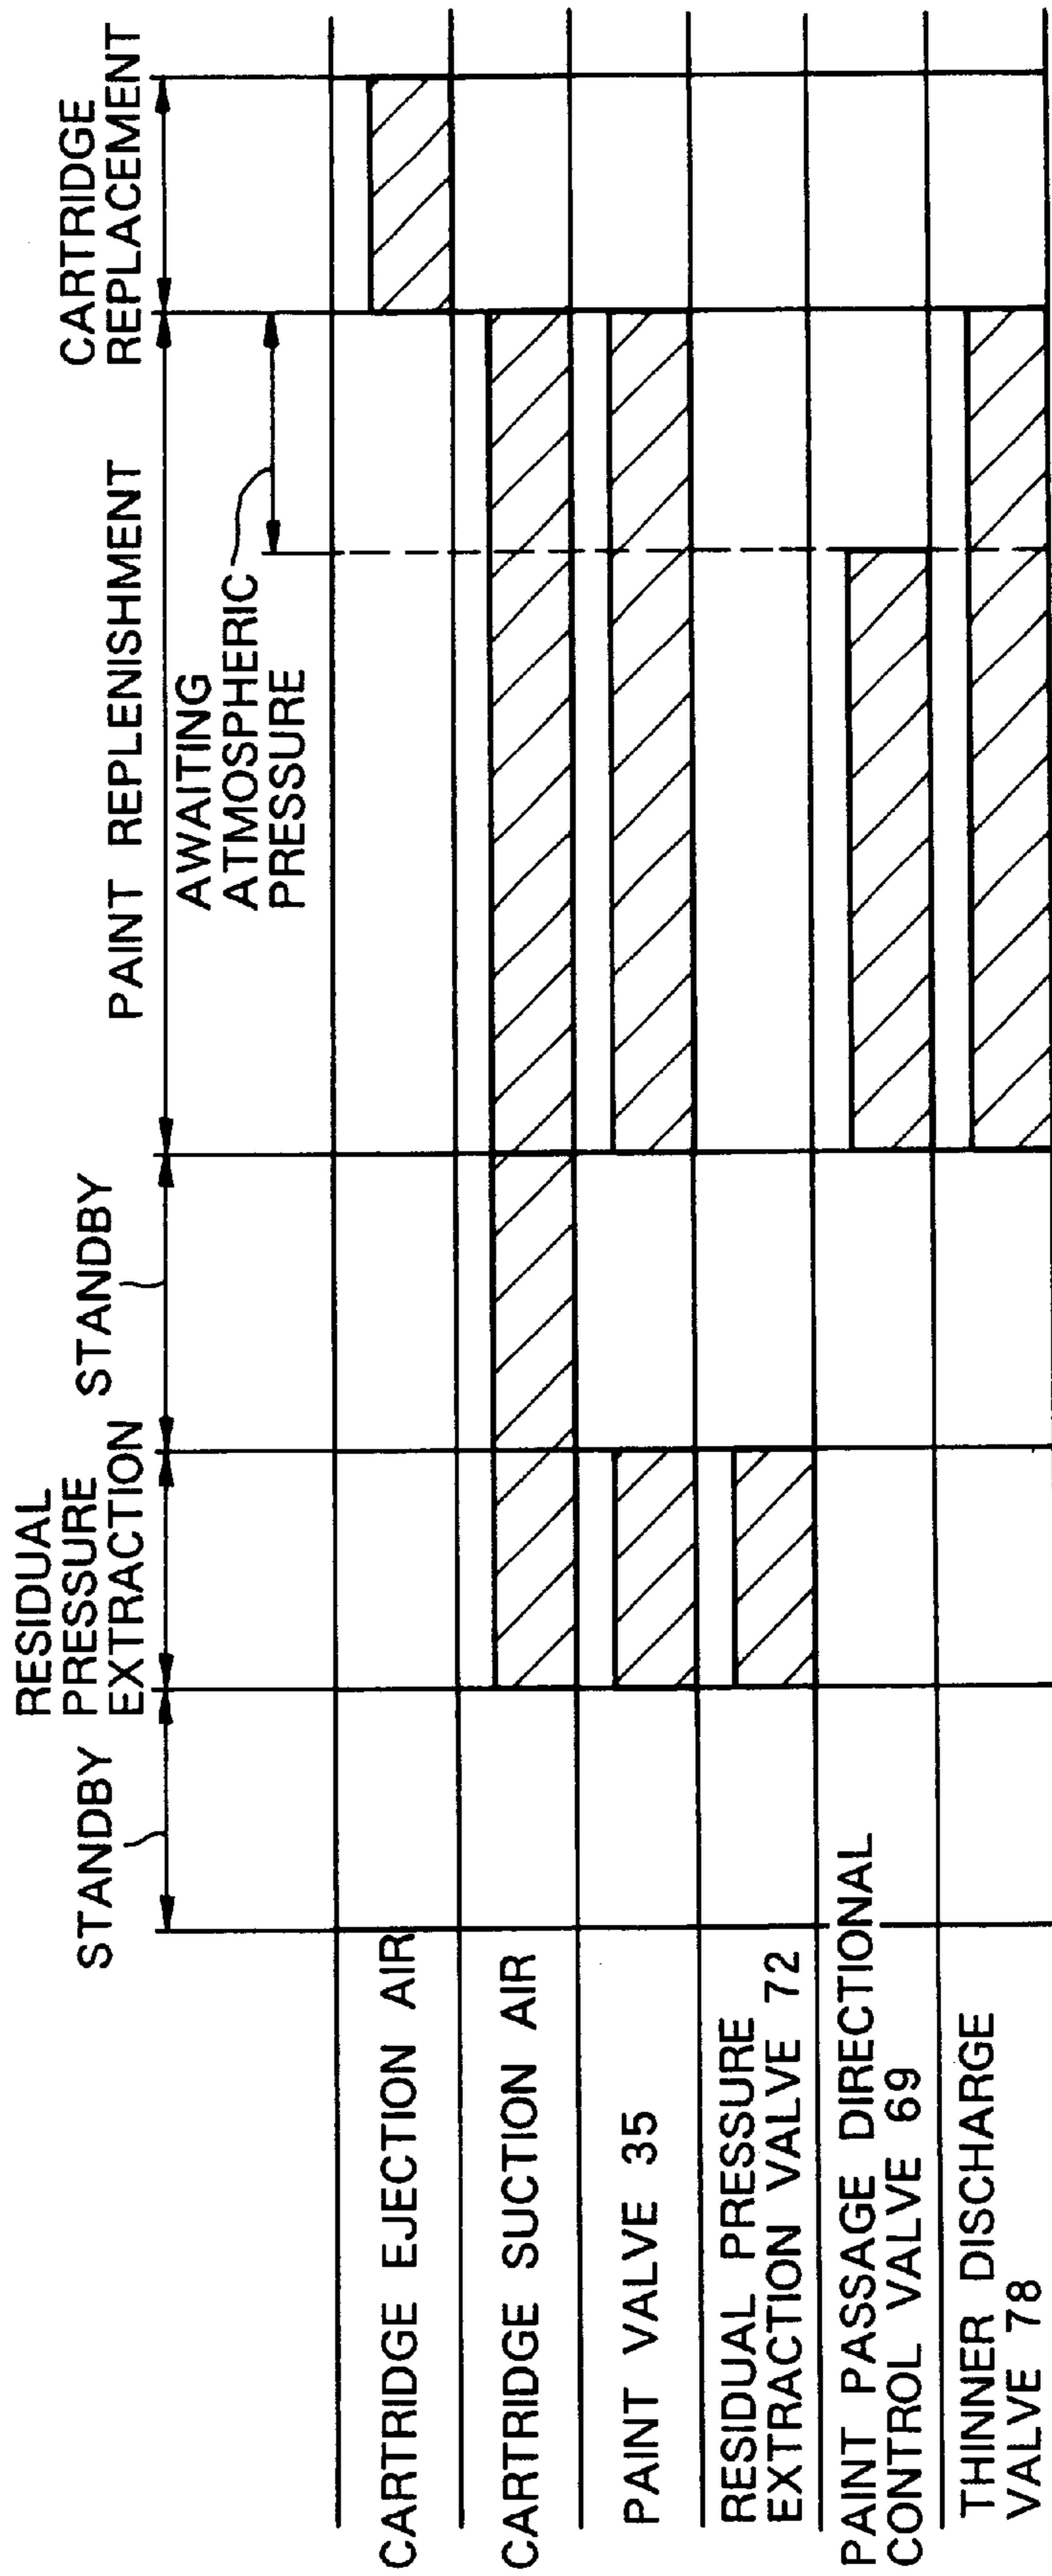 STANDBY
RESIDUAL
PRESSURE
EXTRACTION
STANDBY
PAINT REPLENISHMENT
AWAITING
ATMOSPHERIC
PRESSURE
CARTRIDGE
REPLACEMENT
CARTRIDGE EJECTION AIR
CARTRIDGE SUCTION AIR
PAINT VALVE 35
RESIDUAL PRESSURE
EXTRACTION VALVE 72
PAINT PASSAGE DIRECTIONAL
CONTROL VALVE 69
THINNER DISCHARGE
VALVE 78